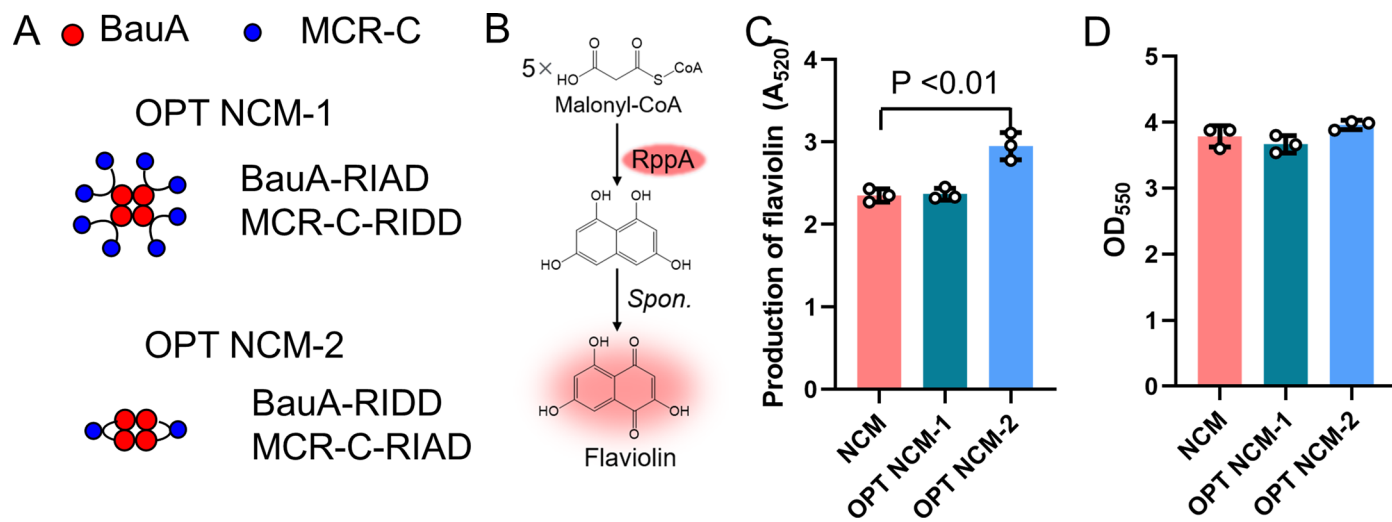 A
BauA
MCR-C
OPT NCM-1
BauA-RIAD
MCR-C-RIDD
OPT NCM-2
BauA-RIDD
MCR-C-RIAD
B
5×
O
O
HO
S
CoA
Malonyl-CoA
RppA
OH
OH
HO
OH
Spon.
OH
O
HO
OH
O
Flaviolin
C
Production of flaviolin (A520)
4
3
2
1
0
P <0.01
NCM
OPT NCM-1
OPT NCM-2
D
OD550
5
4
3
2
1
0
NCM
OPT NCM-1
OPT NCM-2